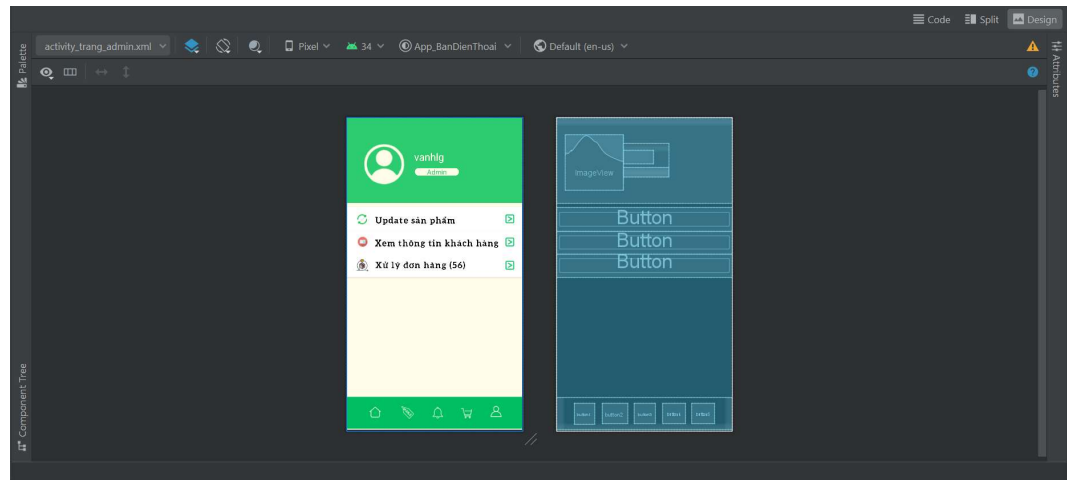 Code Split Design
Palette
activity_trang_admin.xml Pixel 34 App_BanDienThoai Default (en-us)
Attributes
vanhlg
Admin
Update sản phẩm
Xem thông tin khách hàng
Xử lý đơn hàng (56)
ImageView
Button
Button
Button
button2
Component Tree